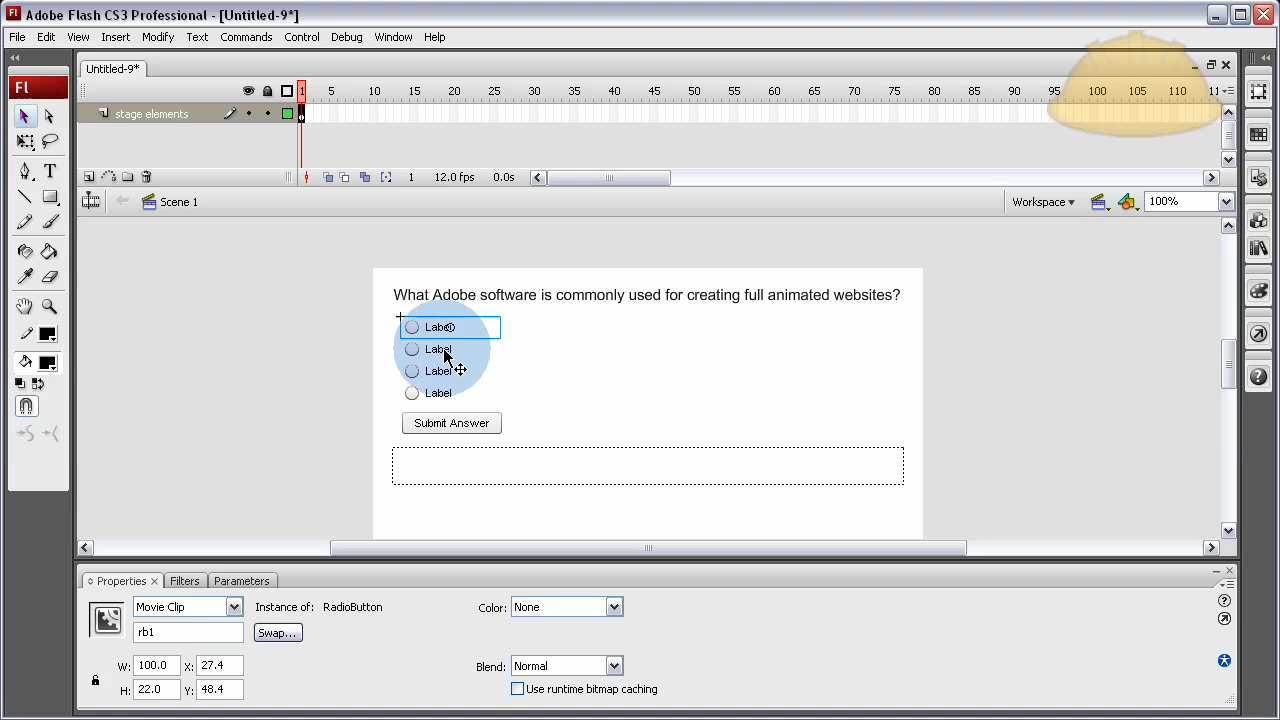 Fl Adobe Flash CS3 Professional - [Untitled-9*]
File Edit View Insert Modify Text Commands Control Debug Window Help
Untitled-9*
Fl
1 5 10 15 20 25 30 35 40 45 50 55 60 65 70 75 80 85 90 95 100 105 110 11
stage elements
1 12.0 fps 0.0s
Scene 1 Workspace 100%
What Adobe software is commonly used for creating full animated websites?
Label
Label
Label
Label
Submit Answer
Properties Filters Parameters
Movie Clip Instance of: RadioButton Color: None
rb1 Swap...
W: 100.0 X: 27.4 Blend: Normal
H: 22.0 Y: 48.4 Use runtime bitmap caching